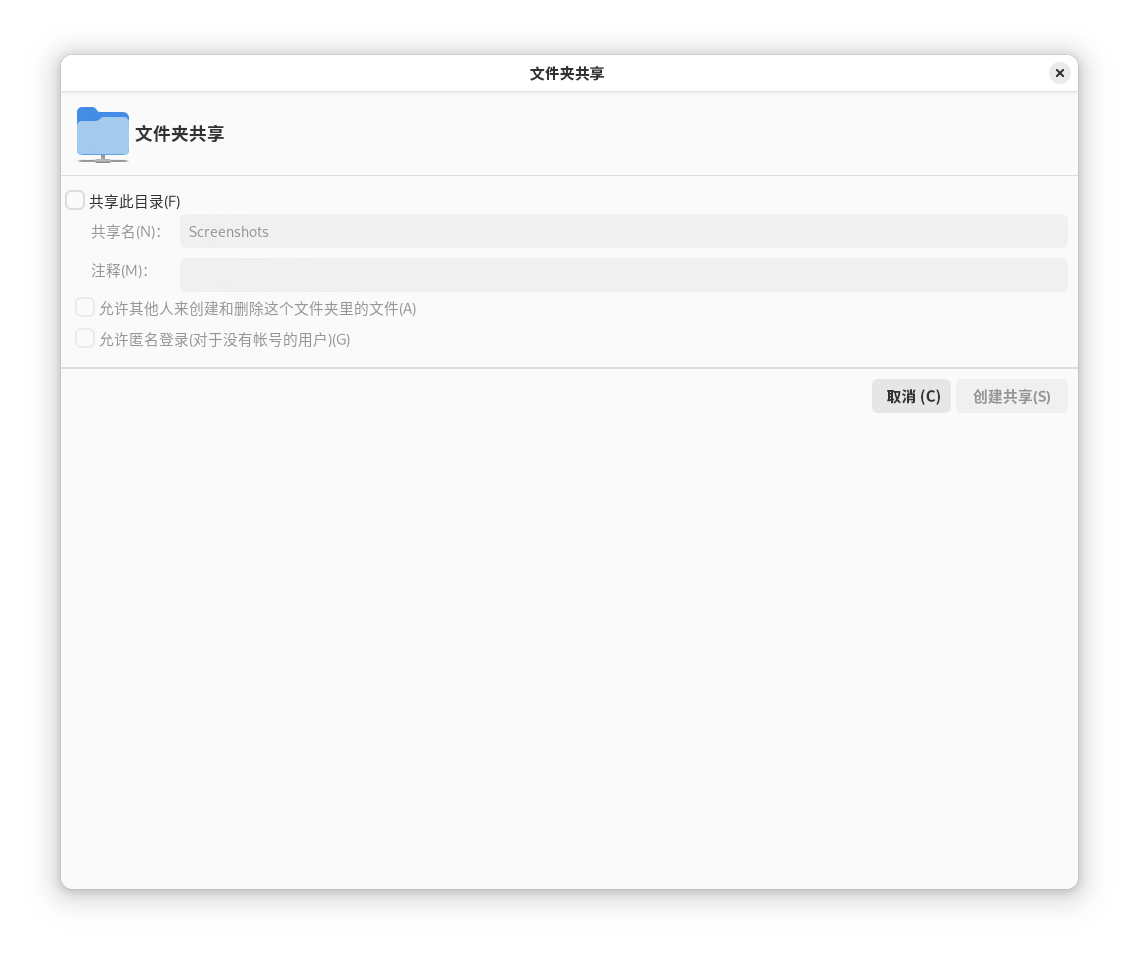 文件夹共享
文件夹共享
共享此目录(F)
共享名(N): Screenshots
注释(M):
允许其他人来创建和删除这个文件夹里的文件(A)
允许匿名登录(对于没有帐号的用户)(G)
取消 (C) 创建共享(S)